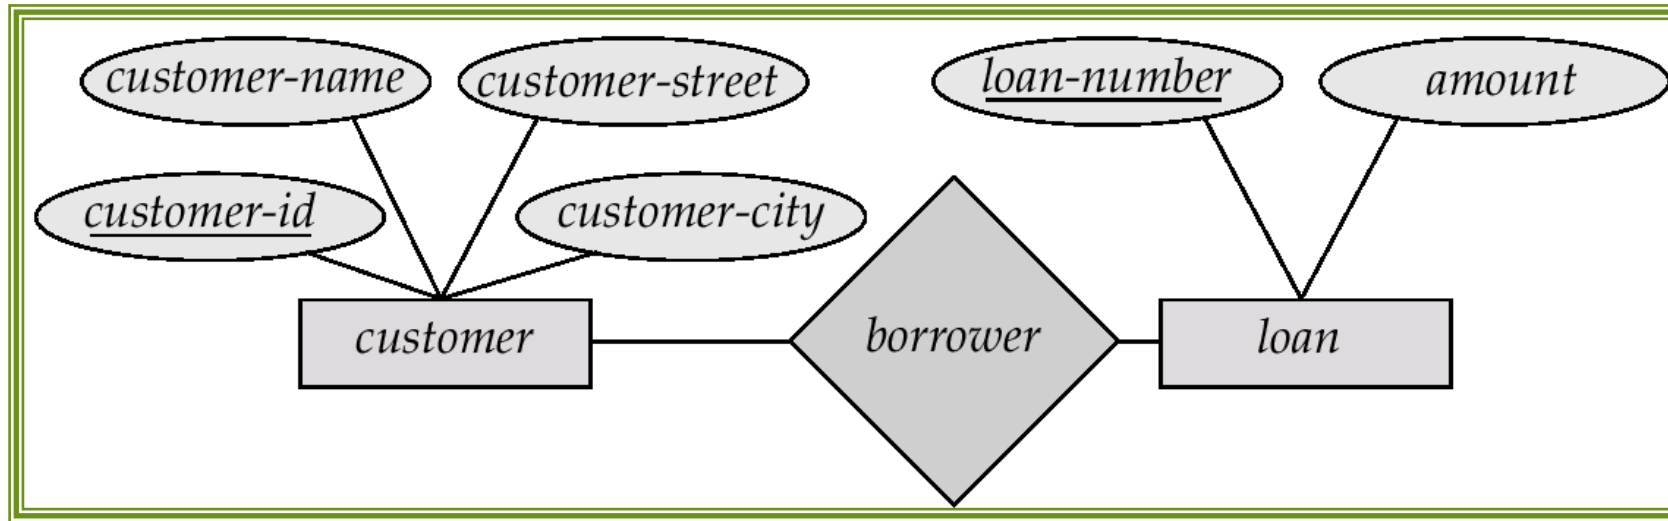 customer-name
customer-street
loan-number
amount
customer-id
customer-city
customer
borrower
loan